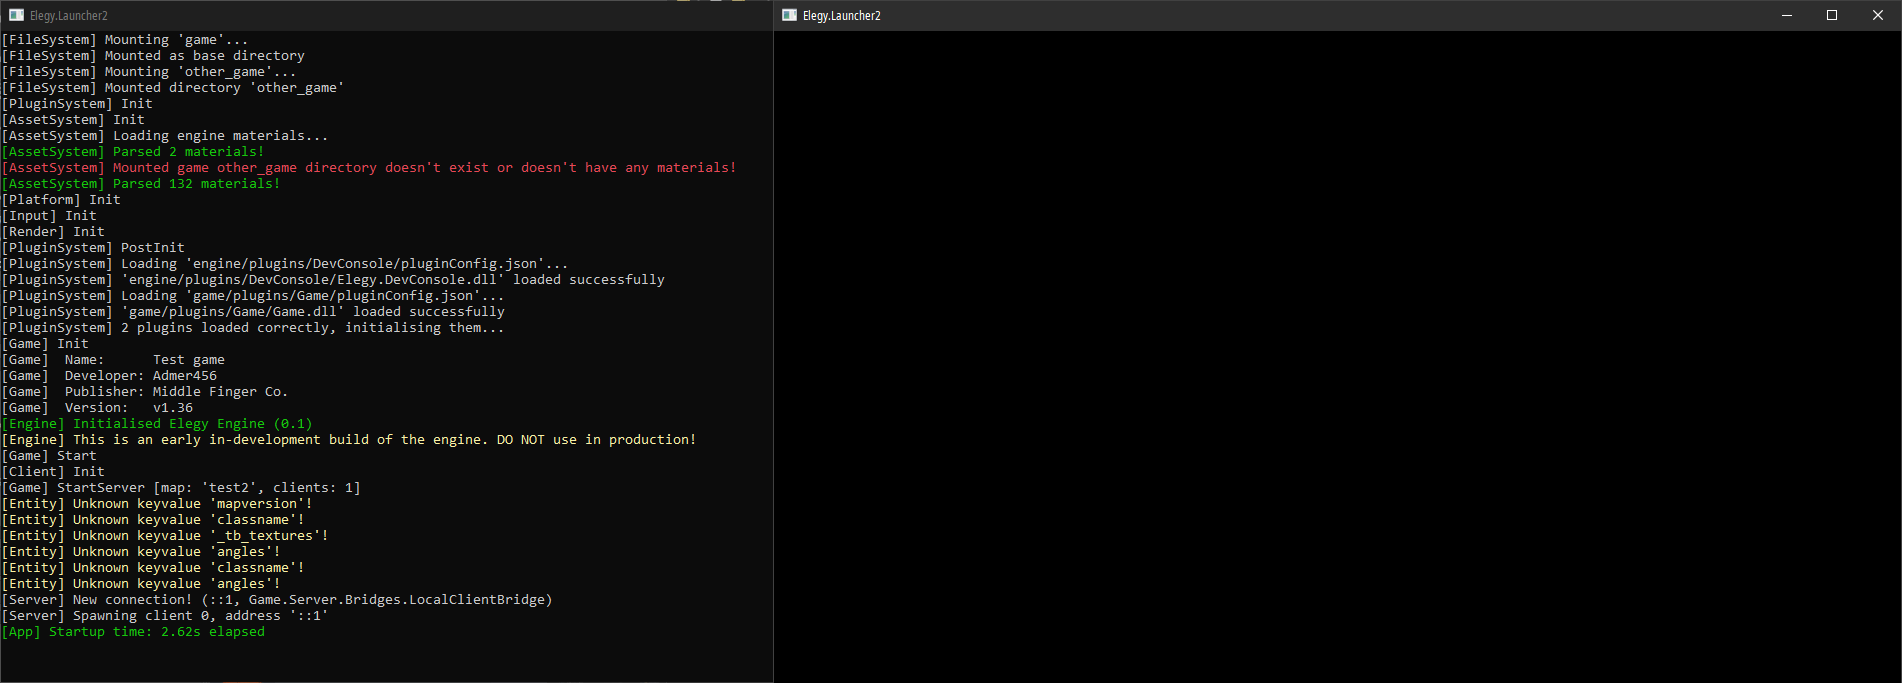 Elegy.Launcher2
[FileSystem] Mounting 'game'...
[FileSystem] Mounted as base directory
[FileSystem] Mounting 'other_game'...
[FileSystem] Mounted directory 'other_game'
[PluginSystem] Init
[AssetSystem] Init
[AssetSystem] Loading engine materials...
[AssetSystem] Parsed 2 materials!
[AssetSystem] Mounted game other_game directory doesn't exist or doesn't have any materials!
[AssetSystem] Parsed 132 materials!
[Platform] Init
[Input] Init
[Render] Init
[PluginSystem] PostInit
[PluginSystem] Loading 'engine/plugins/DevConsole/pluginConfig.json'...
[PluginSystem] 'engine/plugins/DevConsole/Elegy.DevConsole.dll' loaded successfully
[PluginSystem] Loading 'game/plugins/Game/pluginConfig.json'...
[PluginSystem] 'game/plugins/Game/Game.dll' loaded successfully
[PluginSystem] 2 plugins loaded correctly, initialising them...
[Game] Init
[Game]  Name:      Test game
[Game]  Developer: Admer456
[Game]  Publisher: Middle Finger Co.
[Game]  Version:   v1.36
[Engine] Initialised Elegy Engine (0.1)
[Engine] This is an early in-development build of the engine. DO NOT use in production!
[Game] Start
[Client] Init
[Game] StartServer [map: 'test2', clients: 1]
[Entity] Unknown keyvalue 'mapversion'!
[Entity] Unknown keyvalue 'classname'!
[Entity] Unknown keyvalue '_tb_textures'!
[Entity] Unknown keyvalue 'angles'!
[Entity] Unknown keyvalue 'classname'!
[Entity] Unknown keyvalue 'angles'!
[Server] New connection! (::1, Game.Server.Bridges.LocalClientBridge)
[Server] Spawning client 0, address '::1'
[App] Startup time: 2.62s elapsed
Elegy.Launcher2